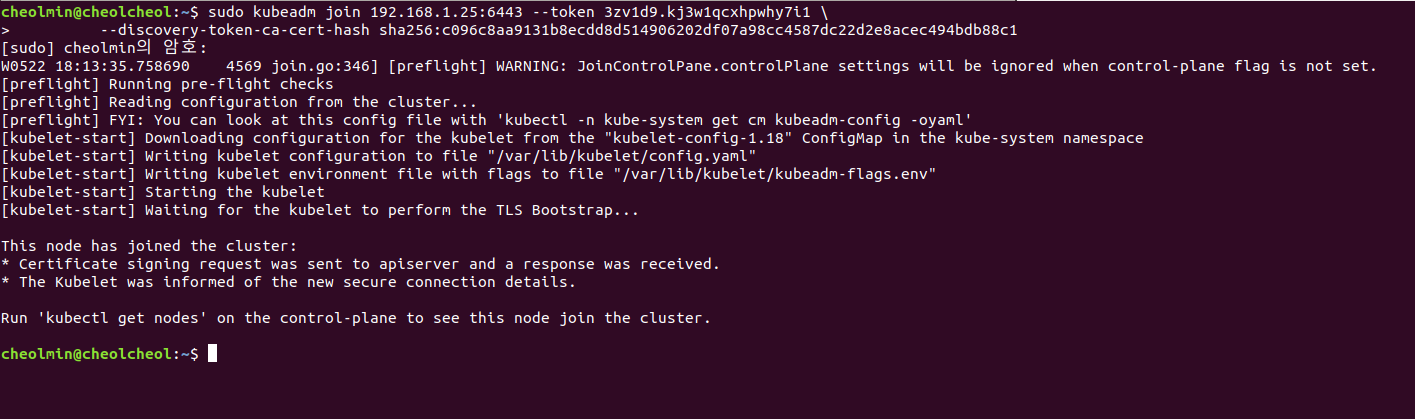 cheolmin@cheolcheol:~$ sudo kubeadm join 192.168.1.25:6443 --token 3zv1d9.kj3w1qcxhpwhy7i1 \
>          --discovery-token-ca-cert-hash sha256:c096c8aa9131b8ecdd8d514906202df07a98cc4587dc22d2e8acec494bdb88c1
[sudo] cheolmin의 암호:
W0522 18:13:35.758690    4569 join.go:346] [preflight] WARNING: JoinControlPane.controlPlane settings will be ignored when control-plane flag is not set.
[preflight] Running pre-flight checks
[preflight] Reading configuration from the cluster...
[preflight] FYI: You can look at this config file with 'kubectl -n kube-system get cm kubeadm-config -oyaml'
[kubelet-start] Downloading configuration for the kubelet from the "kubelet-config-1.18" ConfigMap in the kube-system namespace
[kubelet-start] Writing kubelet configuration to file "/var/lib/kubelet/config.yaml"
[kubelet-start] Writing kubelet environment file with flags to file "/var/lib/kubelet/kubeadm-flags.env"
[kubelet-start] Starting the kubelet
[kubelet-start] Waiting for the kubelet to perform the TLS Bootstrap...

This node has joined the cluster:
* Certificate signing request was sent to apiserver and a response was received.
* The Kubelet was informed of the new secure connection details.

Run 'kubectl get nodes' on the control-plane to see this node join the cluster.

cheolmin@cheolcheol:~$